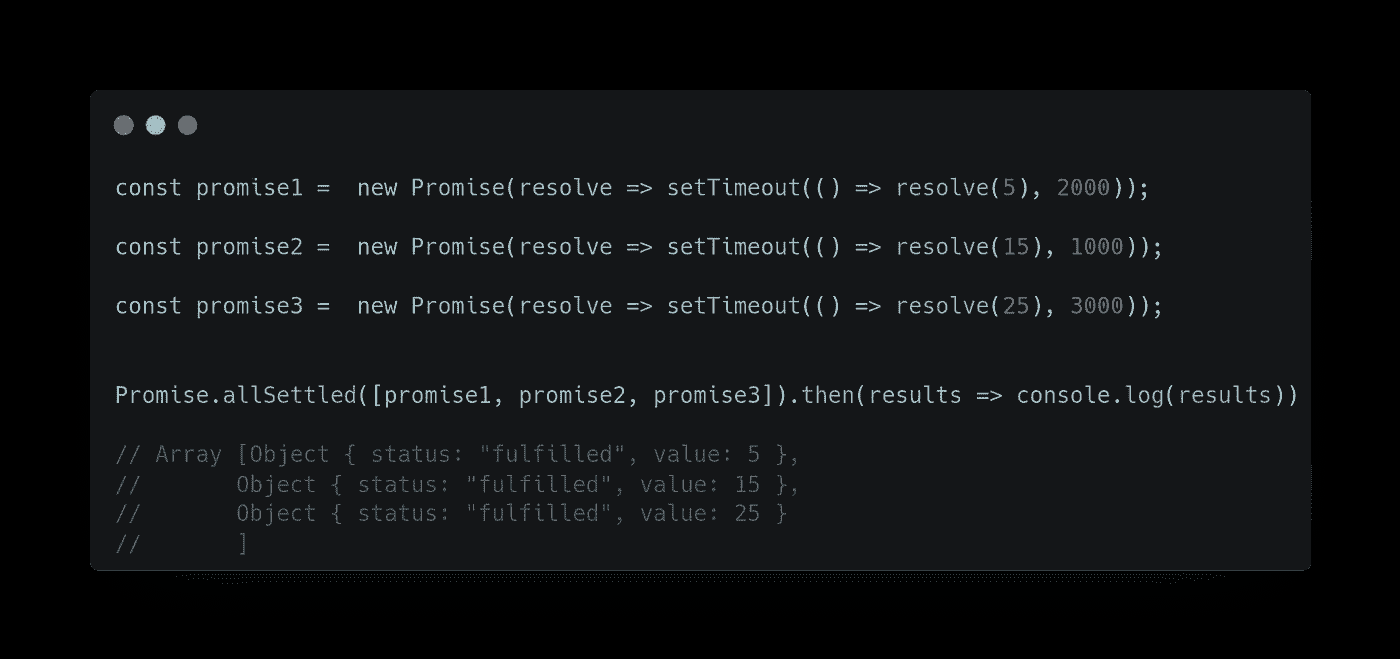 const promise1 =  new Promise(resolve => setTimeout(() => resolve(5), 2000));
const promise2 =  new Promise(resolve => setTimeout(() => resolve(15), 1000));
const promise3 =  new Promise(resolve => setTimeout(() => resolve(25), 3000));
Promise.allSettled([promise1, promise2, promise3]).then(results => console.log(results))
// Array [Object { status: "fulfilled", value: 5 },
//       Object { status: "fulfilled", value: 15 },
//       Object { status: "fulfilled", value: 25 }
//       ]